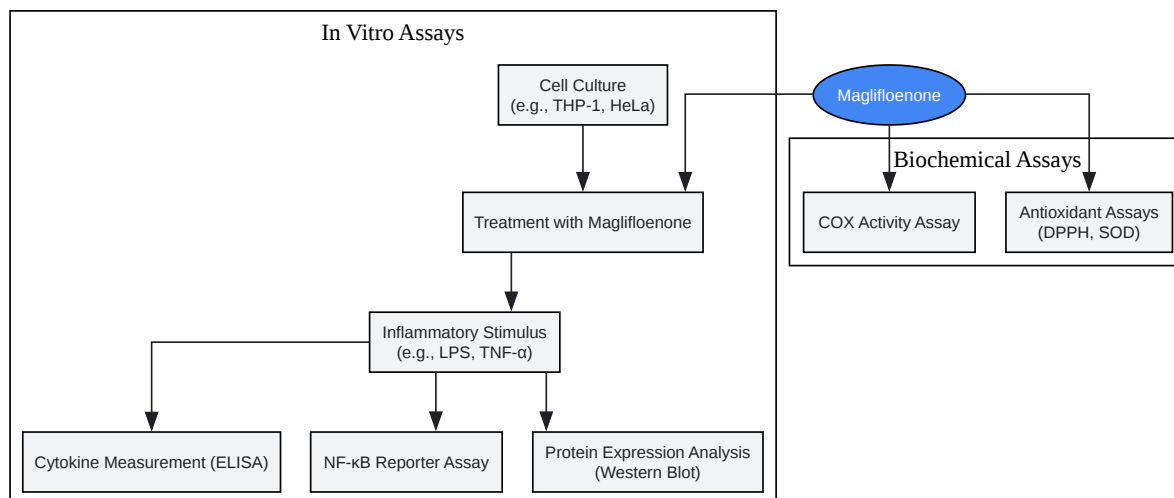 In Vitro Assays
Cell Culture
(e.g., THP-1, HeLa)
Maglifloenone
Biochemical Assays
Treatment with Maglifloenone
COX Activity Assay
Antioxidant Assays
(DPPH, SOD)
Inflammatory Stimulus
(e.g., LPS, TNF-α)
Cytokine Measurement (ELISA)
NF-κB Reporter Assay
Protein Expression Analysis
(Western Blot)